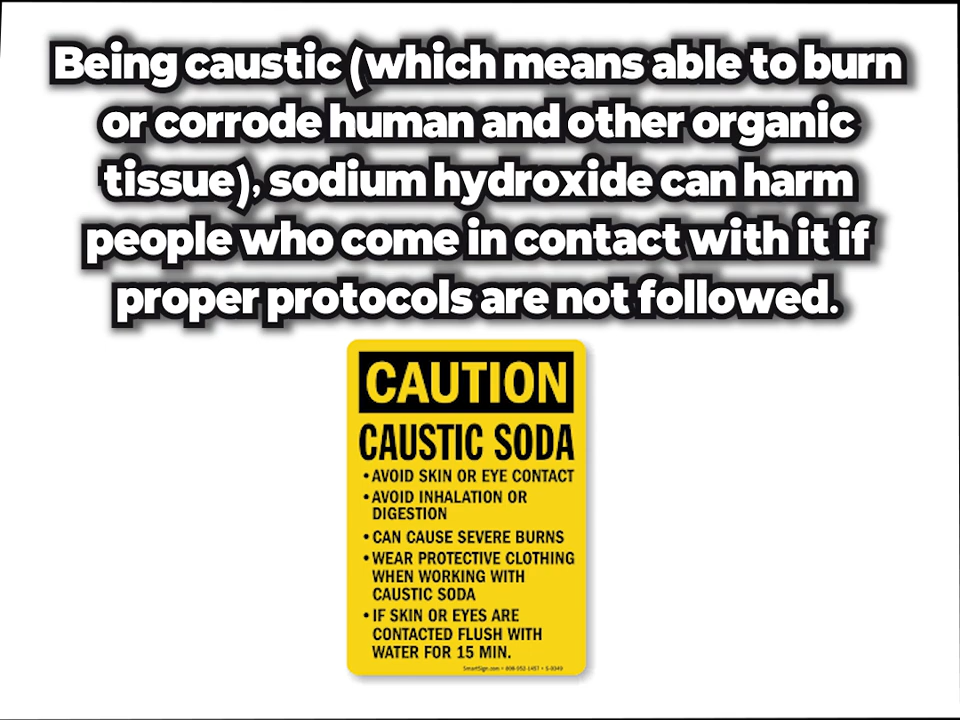 Being caustic (which means able to burn
or corrode human and other organic
tissue), sodium hydroxide can harm
people who come in contact with it if
proper protocols are not followed.
CAUTION
CAUSTIC SODA
• AVOID SKIN OR EYE CONTACT
• AVOID INHALATION OR
DIGESTION
• CAN CAUSE SEVERE BURNS
• WEAR PROTECTIVE CLOTHING
WHEN WORKING WITH
CAUSTIC SODA
• IF SKIN OR EYES ARE
CONTACTED FLUSH WITH
WATER FOR 15 MIN.
SmartSign.com